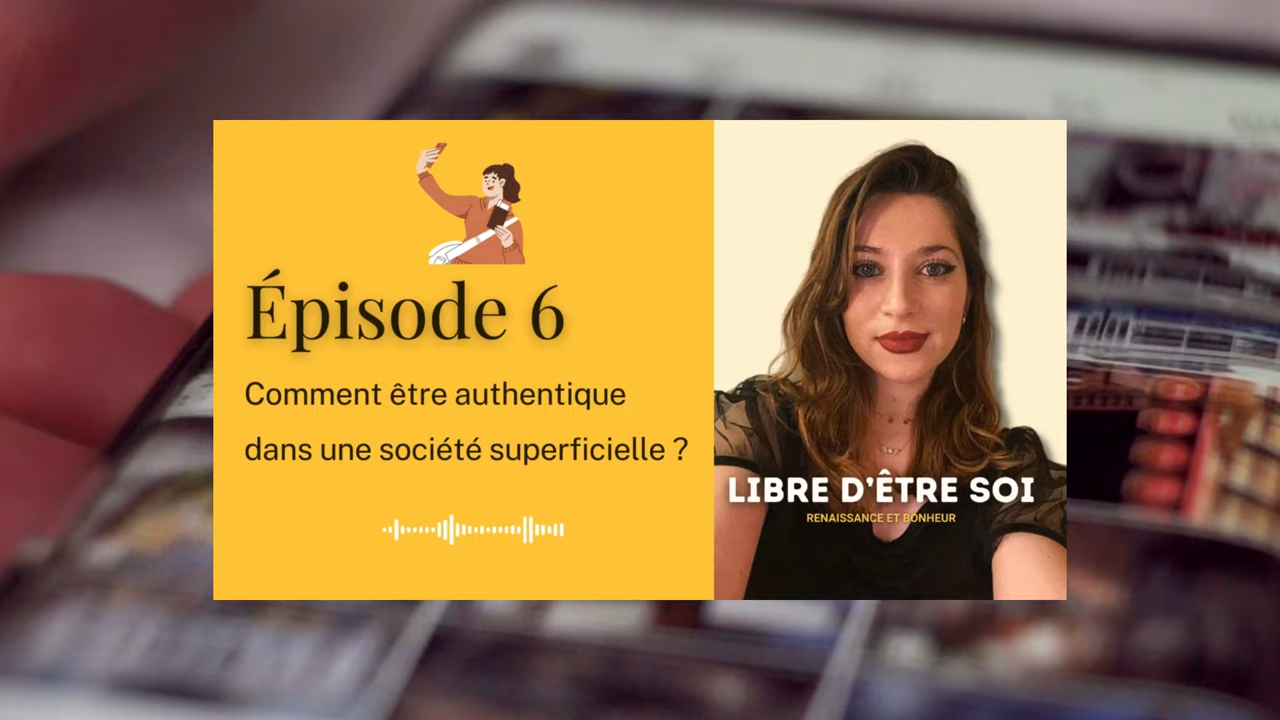 Épisode 6
Comment être authentique
dans une société superficielle ?
LIBRE D'ÊTRE SOI
RENAISSANCE ET BONHEUR